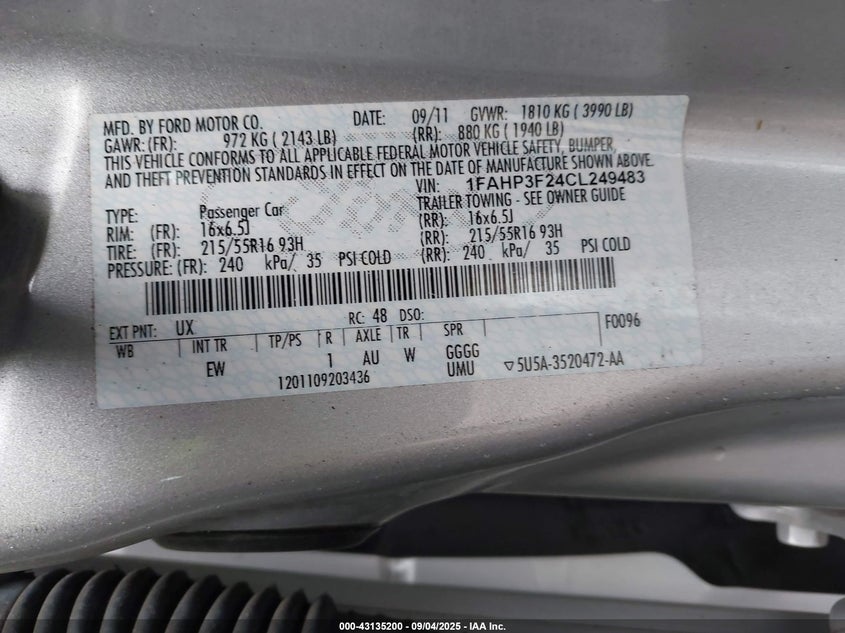 MFD. BY FORD MOTOR CO. DATE: 09/11 GVWR: 1810 KG ( 3990 LB)
GAWR: (FR): 972 KG ( 2143 LB) (RR): 880 KG ( 1940 LB)
THIS VEHICLE CONFORMS TO ALL APPLICABLE FEDERAL MOTOR VEHICLE SAFETY, BUMPER,
AND THEFT PREVENTION STANDARDS IN EFFECT ON THE DATE OF MANUFACTURE SHOWN ABOVE.
VIN: 1FAHP3F24CL249483
TYPE: Passenger Car TRAILER TOWING - SEE OWNER GUIDE
RIM: (FR): 16x6.5J (RR): 16x6.5J
TIRE: (FR): 215/55R16 93H (RR): 215/55R16 93H
PRESSURE: (FR): 240 kPa/ 35 PSI COLD (RR): 240 kPa/ 35 PSI COLD
EXT PNT: UX RC: 48 DSO: F0096
WB INT TR TP/PS R AXLE TR SPR
EW 1 AU W GGGG
UMU
1201109203436
▽5U5A-3520472-AA
000-43135200 - 09/04/2025 - IAA Inc.